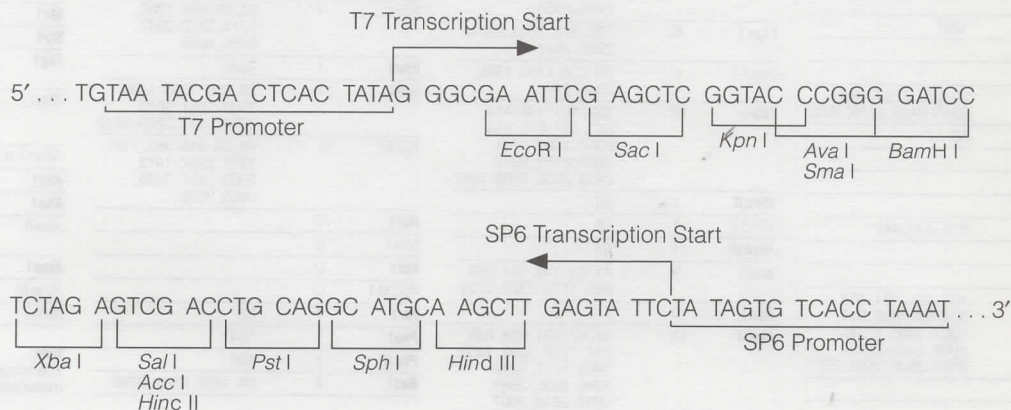 T7 Transcription Start
5′ . . . TGTAA TACGA CTCAC TATAG GGCGA ATTCG AGCTC GGTAC CCGGG GATCC
T7 Promoter
EcoR I Sac I Kpn I Ava I BamH I
Sma I
SP6 Transcription Start
TCTAGA AGTCG ACCTG CAGGC ATGCA AGCTT GAGTA TTCTA TAGTG TCACC TAAAT . . . 3′
Xba I Sal I Pst I Sph I Hind III SP6 Promoter
Acc I
Hinc II